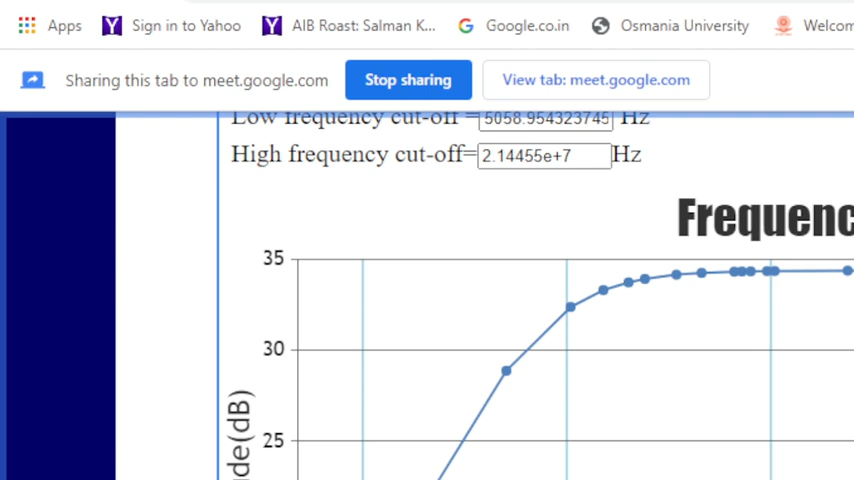 Apps Sign in to Yahoo AIB Roast: Salman K... Google.co.in Osmania University Welcom
Sharing this tab to meet.google.com Stop sharing View tab: meet.google.com
Low frequency cut-off = 5058.954323745 Hz
High frequency cut-off= 2.14455e+7 Hz
Frequenc
35
30
25
de(dB)